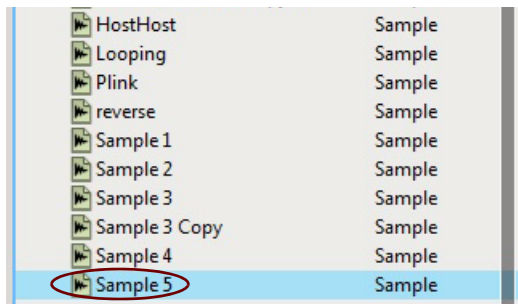 HostHost Sample
Looping Sample
Plink Sample
reverse Sample
Sample 1 Sample
Sample 2 Sample
Sample 3 Sample
Sample 3 Copy Sample
Sample 4 Sample
Sample 5 Sample